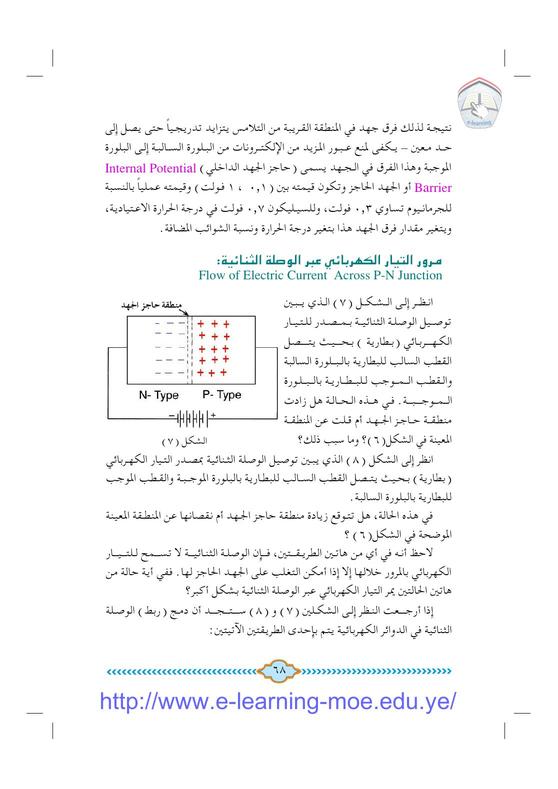 e-learning
نتيجة لذلك فرق جهد في المنطقة القريبة من التلامس يتزايد تدريجياً حتى يصل إلى
حد معين – يكفى لمنع عبور المزيد من الإلكترونات من البلورة السالبة إلى البلورة
الموجبة وهذا الفرق في الجهد يسمى ( حاجز الجهد الداخلي ) Internal Potential
Barrier أو الجهد الحاجز وتكون قيمته بين ( ٠,١ ، ١ فولت ) وقيمته عملياً بالنسبة
للجرمانيوم تساوي ٠,٣ فولت، وللسيليكون ٠,٧ فولت في درجة الحرارة الاعتيادية،
ويتغير مقدار فرق الجهد هذا بتغير درجة الحرارة ونسبة الشوائب المضافة .
مرور التيار الكهربائي عبر الوصلة الثنائية:
Flow of Electric Current Across P-N Junction
انظر إلى الشكل ( ٧ ) الذي يبين
توصيل الوصلة الثنائية بمصدر للتيار
الكهربائي ( بطارية ) بحيث يتصل
القطب السالب للبطارية بالبلورة السالبة
والقطب الموجب للبطارية بالبلورة
الموجبة . في هذه الحالة هل زادت
منطقة حاجز الجهد أم قلت عن المنطقة
المعينة في الشكل( ٦ )؟ وما سبب ذلك؟
منطقة حاجز الجهد
N- Type P- Type
- +
الشكل ( ٧ )
انظر إلى الشكل ( ٨ ) الذي يبين توصيل الوصلة الثنائية بمصدر التيار الكهربائي
( بطارية ) بحيث يتصل القطب السالب للبطارية بالبلورة الموجبة والقطب الموجب
للبطارية بالبلورة السالبة .
في هذه الحالة، هل تتوقع زيادة منطقة حاجز الجهد أم نقصانها عن المنطقة المعينة
الموضحة في الشكل( ٦ ) ؟
لاحظ أنه في أي من هاتين الطريقتين، فإن الوصلة الثنائية لا تسمح للتيار
الكهربائي بالمرور خلالها إلا إذا أمكن التغلب على الجهد الحاجز لها . ففي أية حالة من
هاتين الحالتين يمر التيار الكهربائي عبر الوصلة الثنائية بشكل أكبر؟
إذا أرجعت النظر إلى الشكلين ( ٧ ) و ( ٨ ) ستجد أن دمج ( ربط ) الوصلة
الثنائية في الدوائر الكهربائية يتم بإحدى الطريقتين الآتيتين:
٦٨
http://www.e-learning-moe.edu.ye/